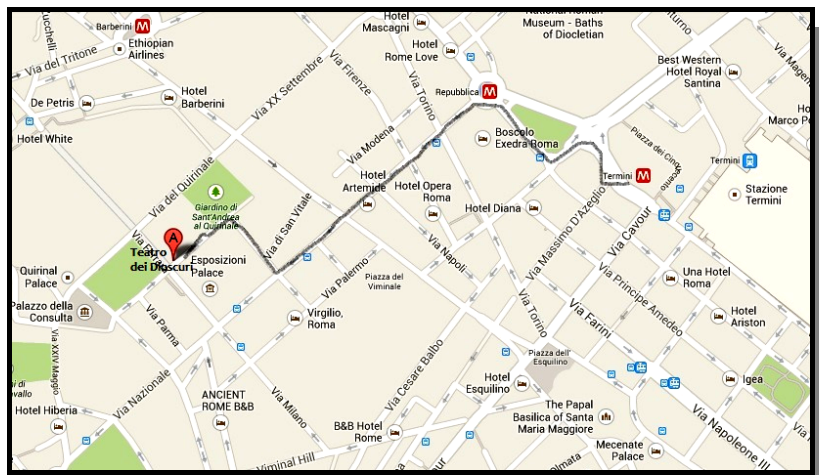 Zucchelli
Barberini
Ethiopian
Airlines
Via del Tritone
De Petris
Hotel
Barberini
Hotel White
Via XX Settembre
Hotel
Mascagni
Hotel
Rome Love
Via Firenze
Via Torino
Museum - Baths
of Diocletian
Best Western
Hotel Royal
Santina
Repubblica
Boscolo
Exedra Roma
Via Modena
Hotel
Artemide
Hotel Opera
Roma
Hotel Diana
Piazza dei Cinquecento
Termini
Termini
Stazione
Termini
Via del Quirinale
Giardino di
Sant'Andrea
al Quirinale
Via di San Vitale
Teatro
dei Dioscuri
A
Esposizioni
Palace
Quirinal
Palace
Palazzo della
Consulta
Via XXIV Maggio
Via Parma
Via Nazionale
Virgilio,
Roma
Via Palermo
Piazza del
Viminale
Via Napoli
Via Massimo D'Azeglio
Via Cavour
Via Principe Amedeo
Via Farini
Una Hotel
Roma
Hotel
Ariston
Via Torino
Piazza dell'
Esquilino
Hotel
Esquilino
Igea
Via Cesare Balbo
ANCIENT
ROME B&B
Via Milano
Hotel Hiberia
B&B Hotel
Rome
Viminal Hill
The Papal
Basilica of Santa
Maria Maggiore
Mecenate
Palace
Via Napoleone III